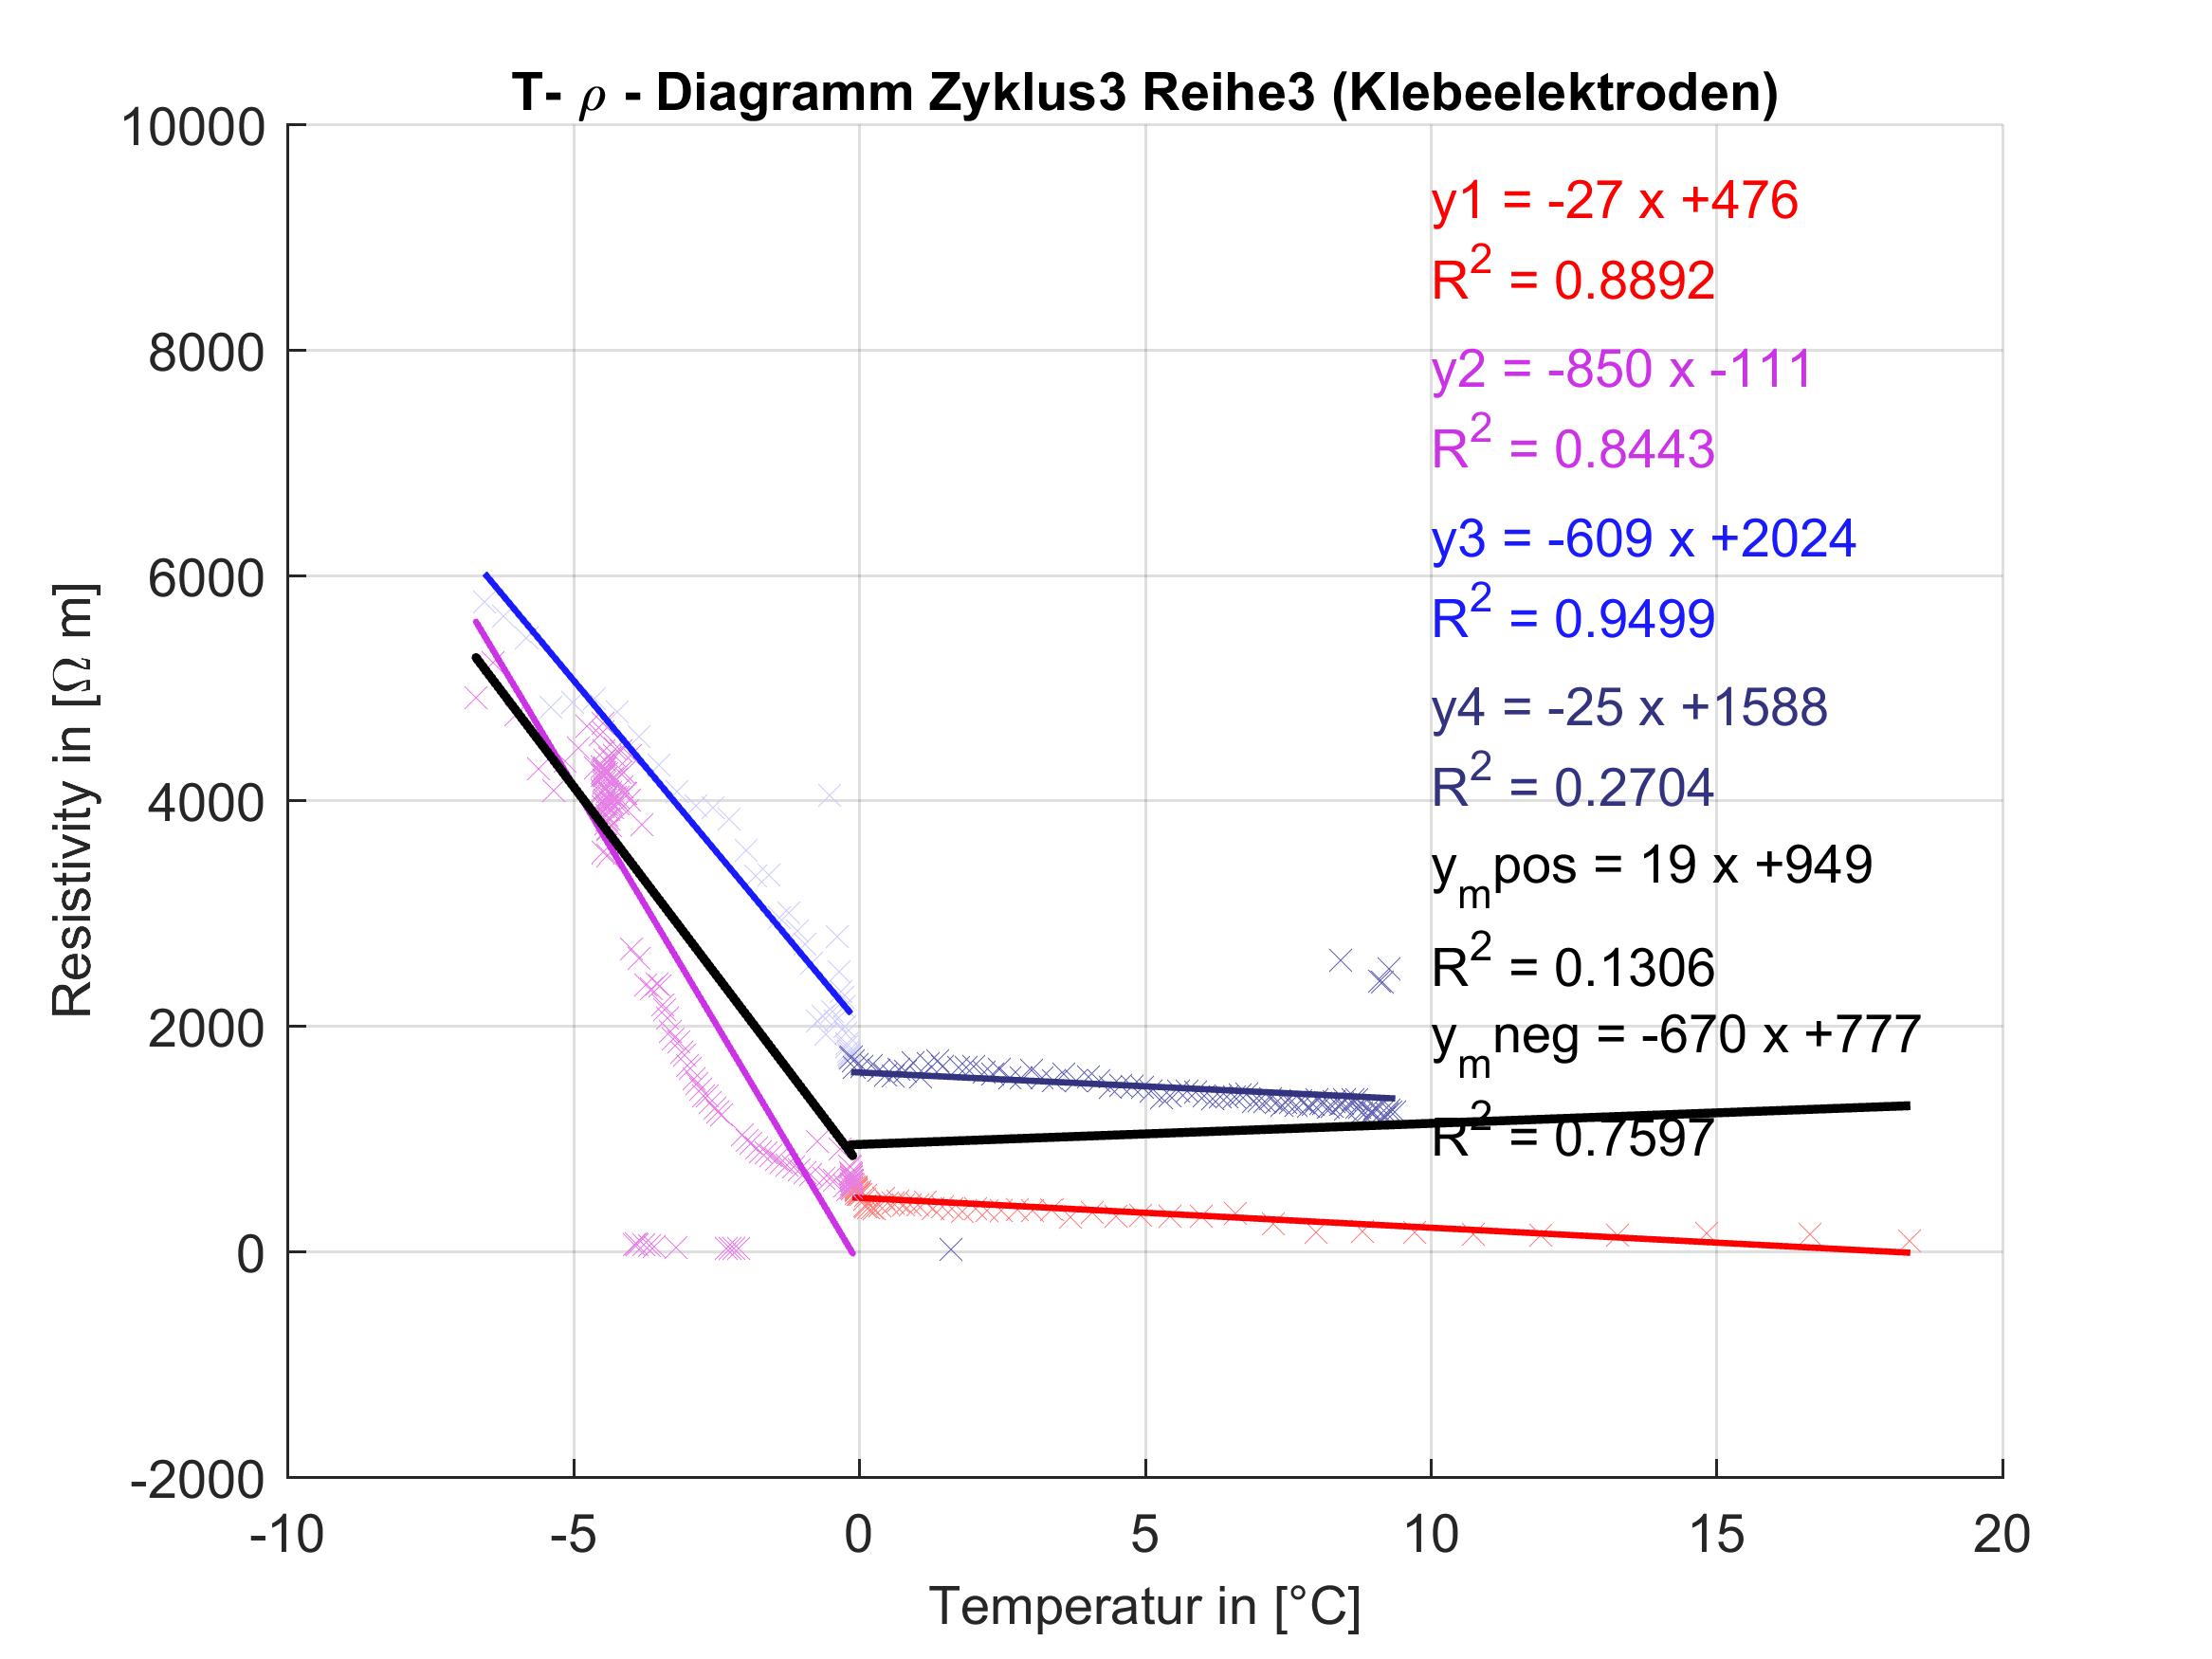 T- ρ - Diagramm Zyklus3 Reihe3 (Klebeelektroden)
10000
8000
6000
4000
2000
0
-2000
Resistivity in [Ω m]
y1 = -27 x +476
R² = 0.8892
y2 = -850 x -111
R² = 0.8443
y3 = -609 x +2024
R² = 0.9499
y4 = -25 x +1588
R² = 0.2704
yₘpos = 19 x +949
R² = 0.1306
yₘneg = -670 x +777
R² = 0.7597
-10 -5 0 5 10 15 20
Temperatur in [°C]